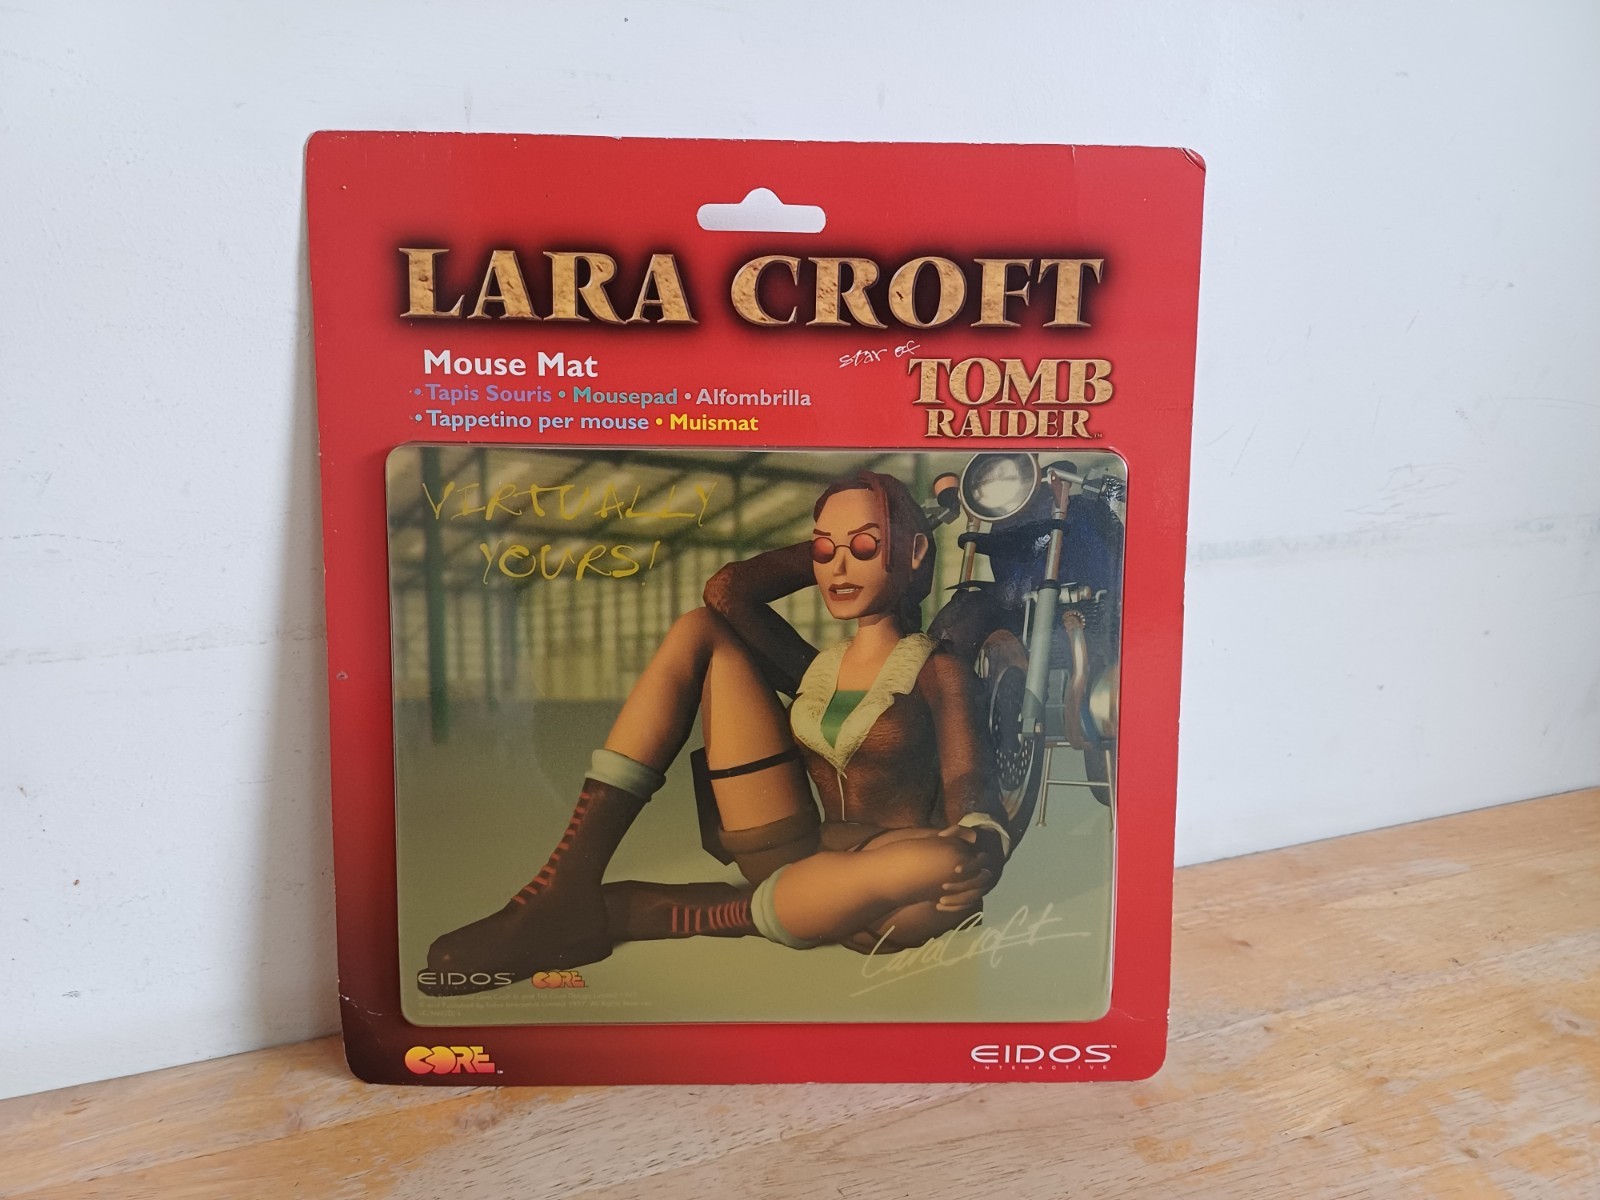 LARA CROFT
Mouse Mat
star of
TOMB
RAIDER
• Tapis Souris • Mousepad • Alfombrilla
• Tappetino per mouse • Muismat
VIRTUALLY
YOURS!
Lara Croft
EIDOS CORE
CORE
EIDOS™
INTERACTIVE